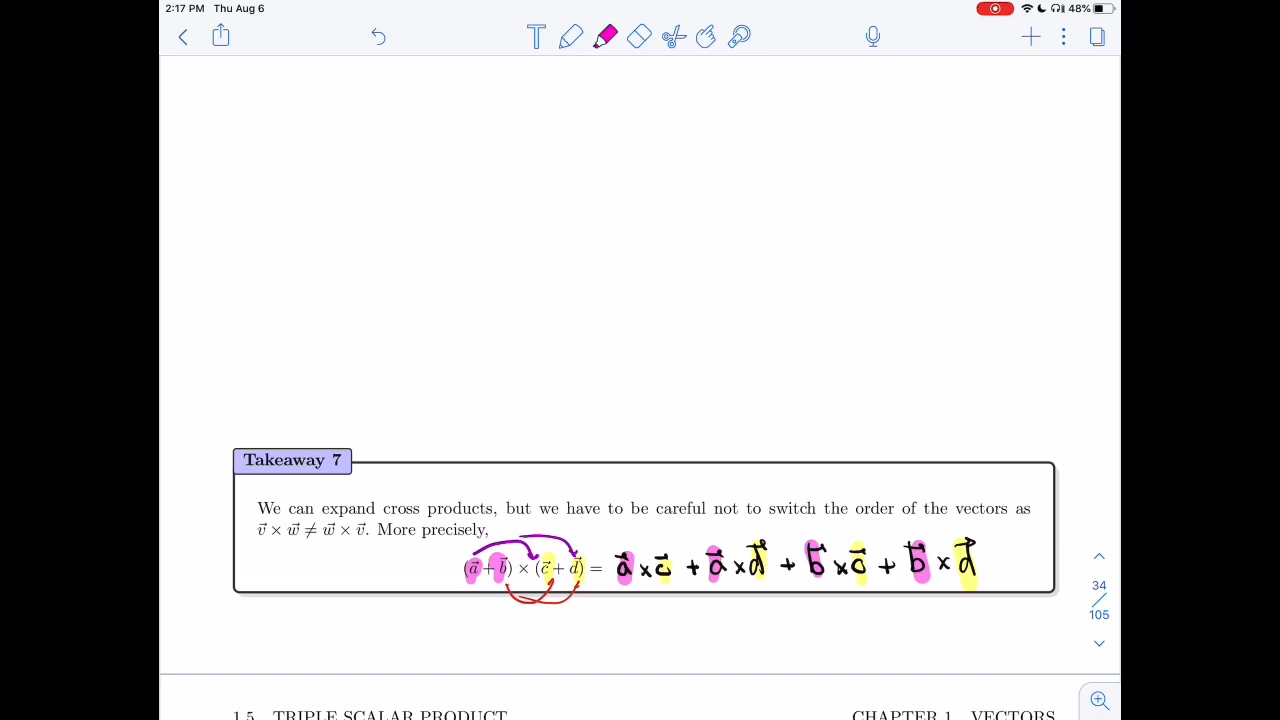 2:17 PM Thu Aug 6
48%
Takeaway 7
We can expand cross products, but we have to be careful not to switch the order of the vectors as
v⃗ × w⃗ ≠ w⃗ × v⃗. More precisely,
(a⃗ + b⃗) × (c⃗ + d⃗) = a⃗ × c⃗ + a⃗ × d⃗ + b⃗ × c⃗ + b⃗ × d⃗
34
105
1.5 TRIPLE SCALAR PRODUCT CHAPTER 1 VECTORS